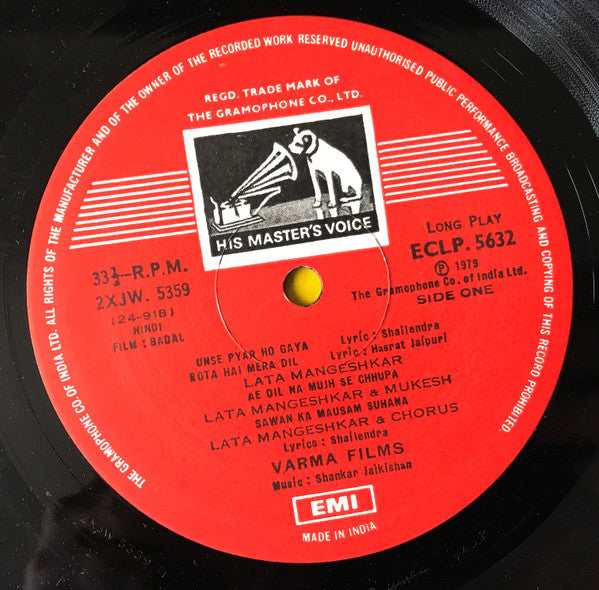 THE GRAMOPHONE CO. OF INDIA LTD. ALL RIGHTS OF THE MANUFACTURER AND OF THE OWNER OF THE RECORDED WORK RESERVED UNAUTHORISED PUBLIC PERFORMANCE BROADCASTING AND COPYING OF THIS RECORD PROHIBITED.
REGD. TRADE MARK OF
THE GRAMOPHONE CO., LTD.
HIS MASTER'S VOICE
33⅓-R.P.M.
2XJW. 5359
(24-918)
HINDI
FILM : BADAL
LONG PLAY
ECLP. 5632
Ⓟ 1979
The Gramophone Co. of India Ltd.
SIDE ONE
UNSE PYAR HO GAYA Lyric : Shailendra
ROTA HAI MERA DIL Lyric : Hasrat Jaipuri
LATA MANGESHKAR
AE DIL NA MUJH SE CHHUPA
LATA MANGESHKAR & MUKESH
SAWAN KA MAUSAM SUHANA
LATA MANGESHKAR & CHORUS
Lyrics : Shailendra
VARMA FILMS
Music : Shankar Jaikishan
EMI
MADE IN INDIA